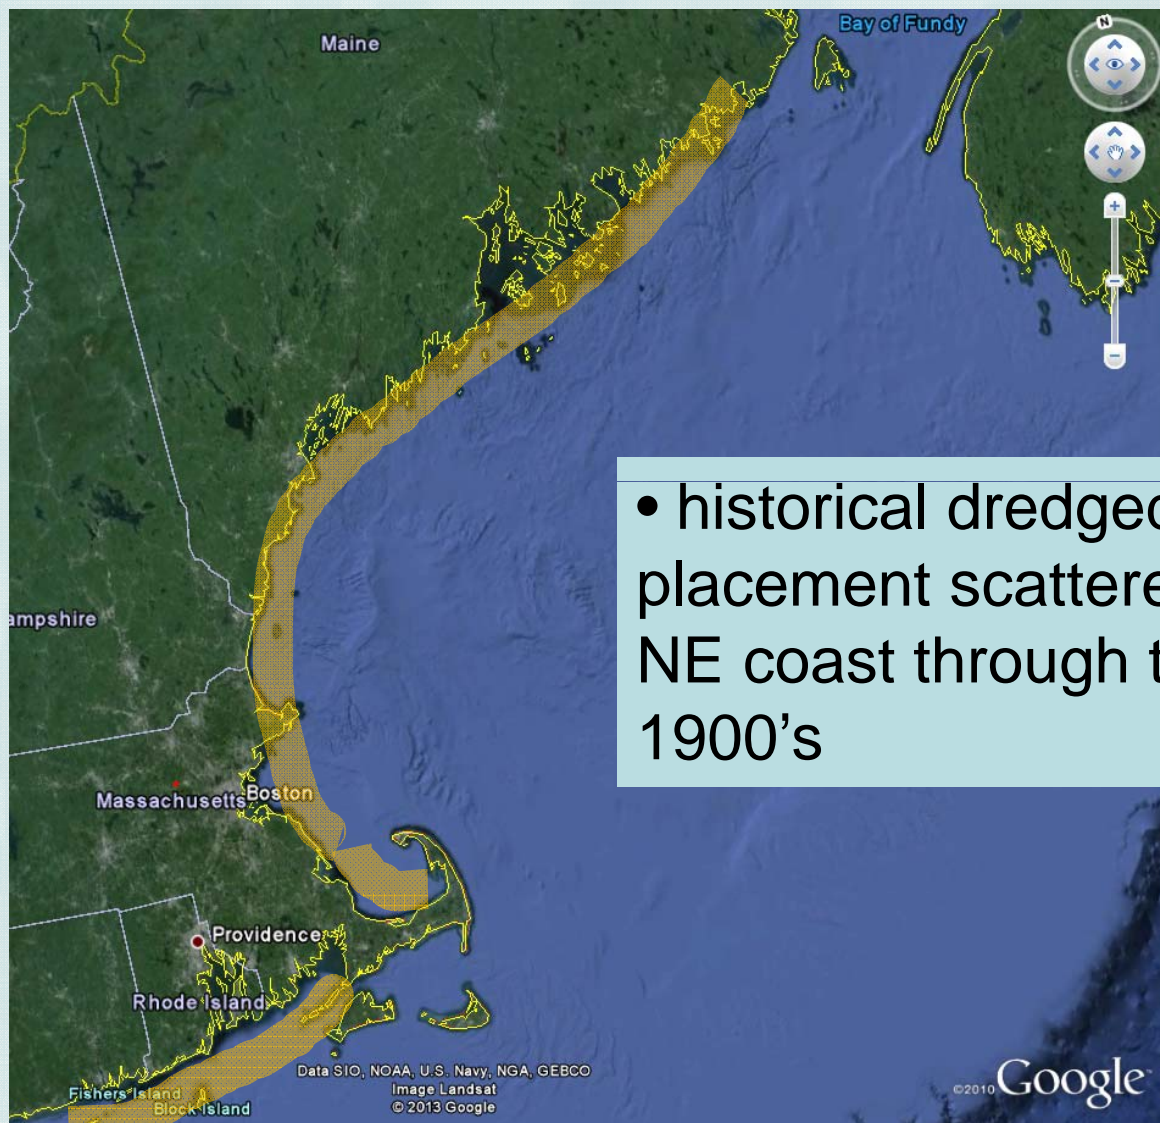 Bay of Fundy
Maine
N
• historical dredged
placement scattere
NE coast through t
1900's
ampshire
Massachusetts
Boston
Providence
Rhode Island
Fishers Island
Block Island
Data SIO, NOAA, U.S. Navy, NGA, GEBCO
Image Landsat
© 2013 Google
©2010 Google